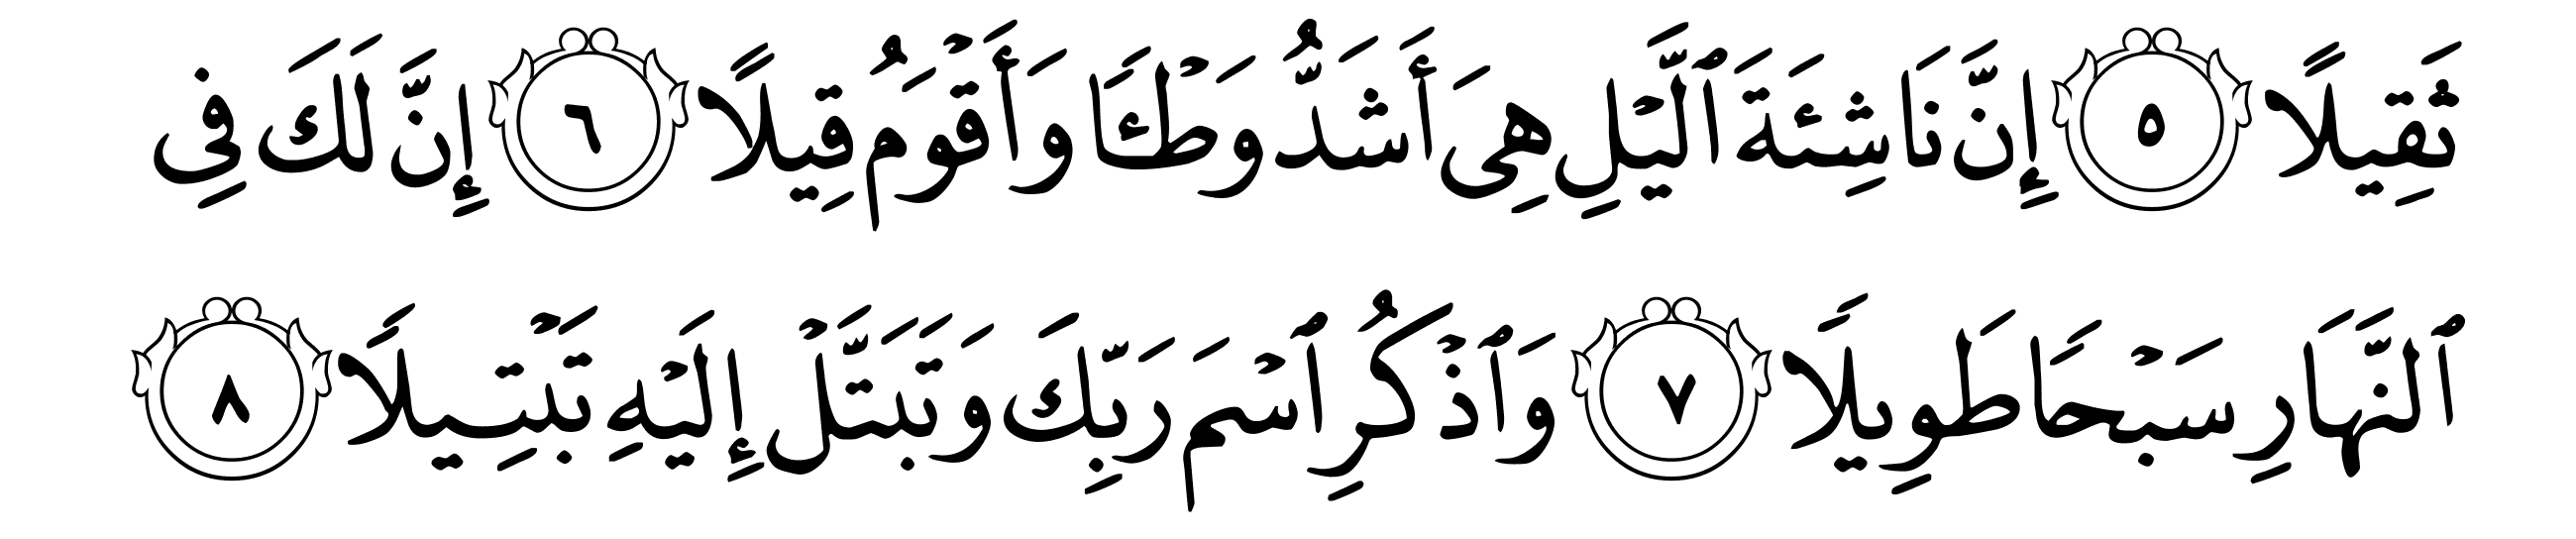 ثَقِيلًا ٥ إِنَّ نَاشِئَةَ ٱلَّيْلِ هِىَ أَشَدُّ وَطْـًٔا وَأَقْوَمُ قِيلًا ٦ إِنَّ لَكَ فِى
ٱلنَّهَارِ سَبْحًا طَوِيلًا ٧ وَٱذْكُرِ ٱسْمَ رَبِّكَ وَتَبَتَّلْ إِلَيْهِ تَبْتِيلًا ٨